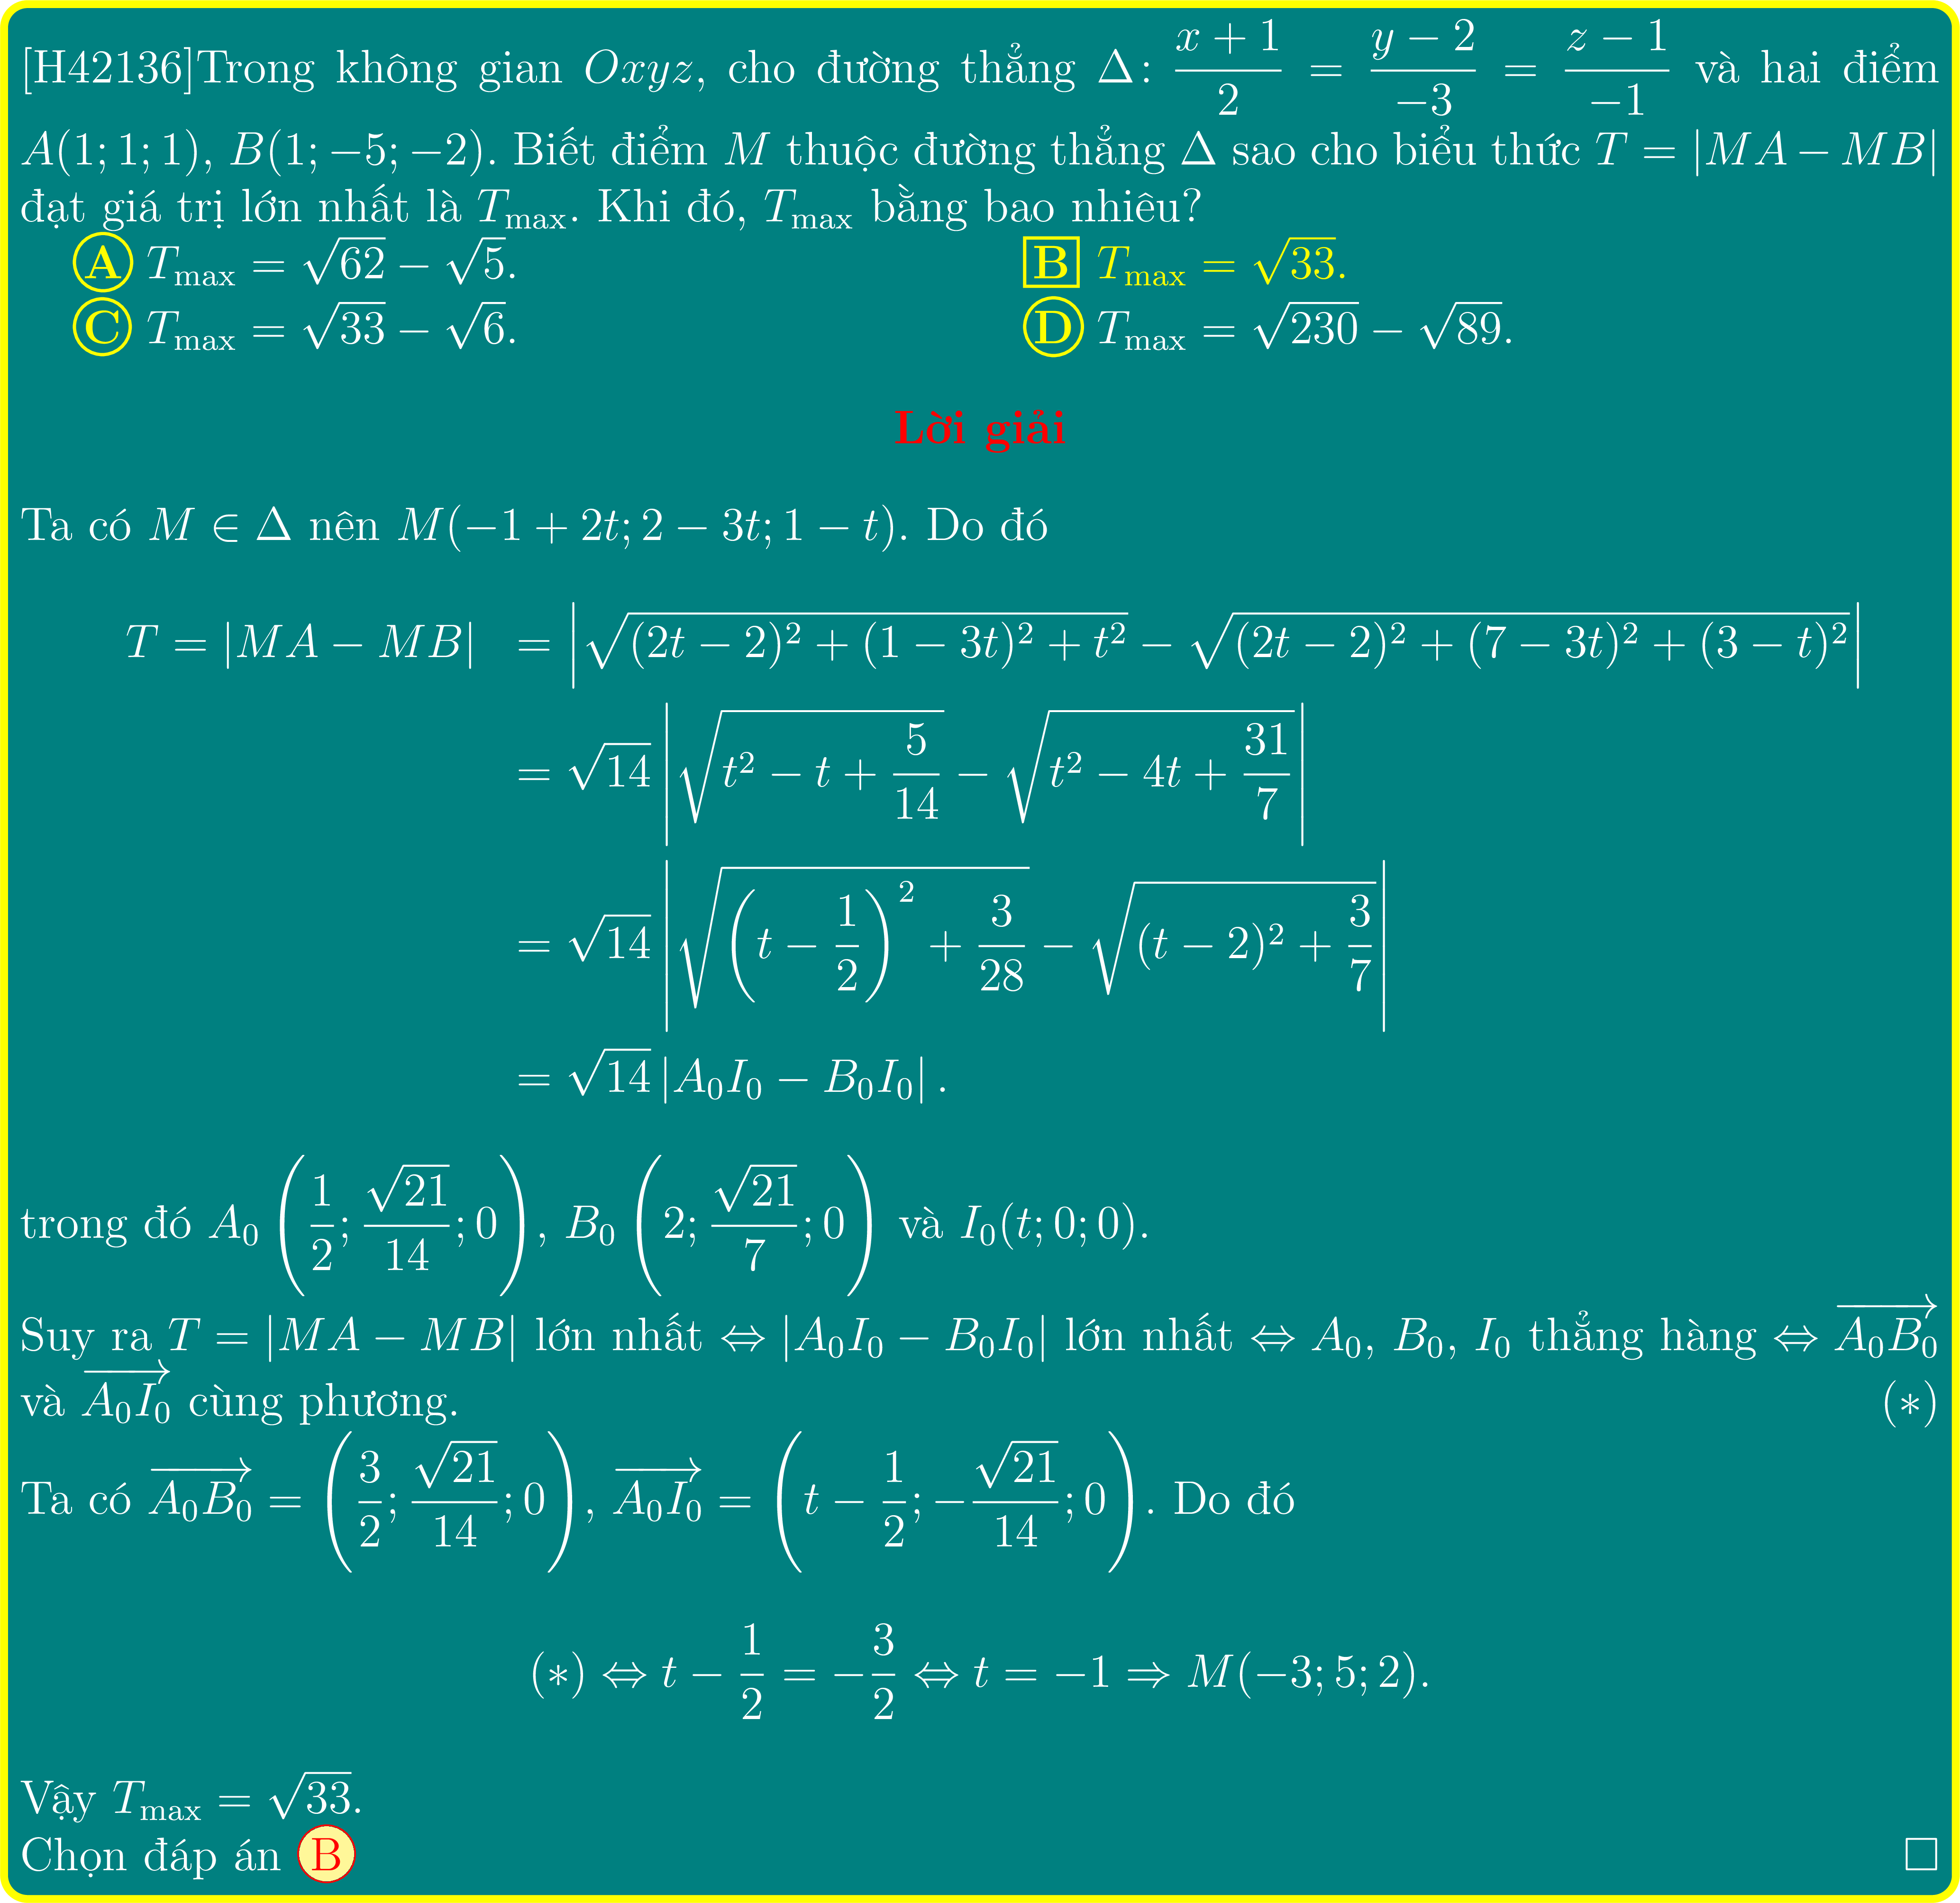 [H42136]Trong không gian Oxyz, cho đường thẳng Δ: \frac{x+1}{2} = \frac{y-2}{-3} = \frac{z-1}{-1} và hai điểm
A(1; 1; 1), B(1; −5; −2). Biết điểm M thuộc đường thẳng Δ sao cho biểu thức T = |MA − MB|
đạt giá trị lớn nhất là T_{max}. Khi đó, T_{max} bằng bao nhiêu?
A T_{max} = \sqrt{62} − \sqrt{5}. B T_{max} = \sqrt{33}.
C T_{max} = \sqrt{33} − \sqrt{6}. D T_{max} = \sqrt{230} − \sqrt{89}.
Lời giải
Ta có M ∈ Δ nên M(−1 + 2t; 2 − 3t; 1 − t). Do đó
T = |MA − MB| = \left|\sqrt{(2t − 2)^2 + (1 − 3t)^2 + t^2} − \sqrt{(2t − 2)^2 + (7 − 3t)^2 + (3 − t)^2}\right|
= \sqrt{14} \left|\sqrt{t^2 − t + \frac{5}{14}} − \sqrt{t^2 − 4t + \frac{31}{7}}\right|
= \sqrt{14} \left|\sqrt{\left(t − \frac{1}{2}\right)^2 + \frac{3}{28}} − \sqrt{(t − 2)^2 + \frac{3}{7}}\right|
= \sqrt{14} |A_0I_0 − B_0I_0| .
trong đó A_0 \left(\frac{1}{2}; \frac{\sqrt{21}}{14}; 0\right), B_0 \left(2; \frac{\sqrt{21}}{7}; 0\right) và I_0(t; 0; 0).
Suy ra T = |MA − MB| lớn nhất ⇔ |A_0I_0 − B_0I_0| lớn nhất ⇔ A_0, B_0, I_0 thẳng hàng ⇔ \overrightarrow{A_0B_0}
và \overrightarrow{A_0I_0} cùng phương. (∗)
Ta có \overrightarrow{A_0B_0} = \left(\frac{3}{2}; \frac{\sqrt{21}}{14}; 0\right), \overrightarrow{A_0I_0} = \left(t − \frac{1}{2}; −\frac{\sqrt{21}}{14}; 0\right). Do đó
(∗) ⇔ t − \frac{1}{2} = −\frac{3}{2} ⇔ t = −1 ⇒ M(−3; 5; 2).
Vậy T_{max} = \sqrt{33}.
Chọn đáp án B □